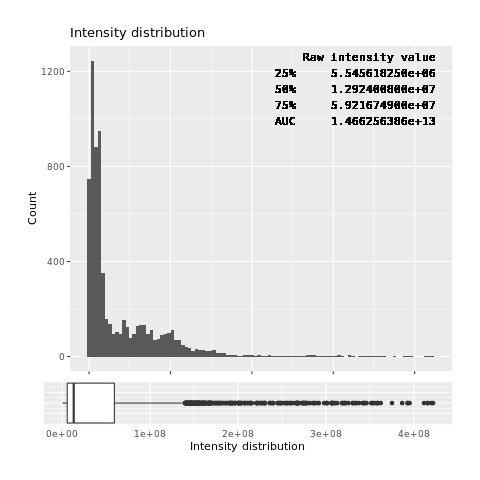 Intensity distribution
Raw intensity value
25% 5.545618250e+06
50% 1.292400800e+07
75% 5.921674900e+07
AUC 1.466256386e+13
1200
800
400
0
Count
0e+00 1e+08 2e+08 3e+08 4e+08
Intensity distribution